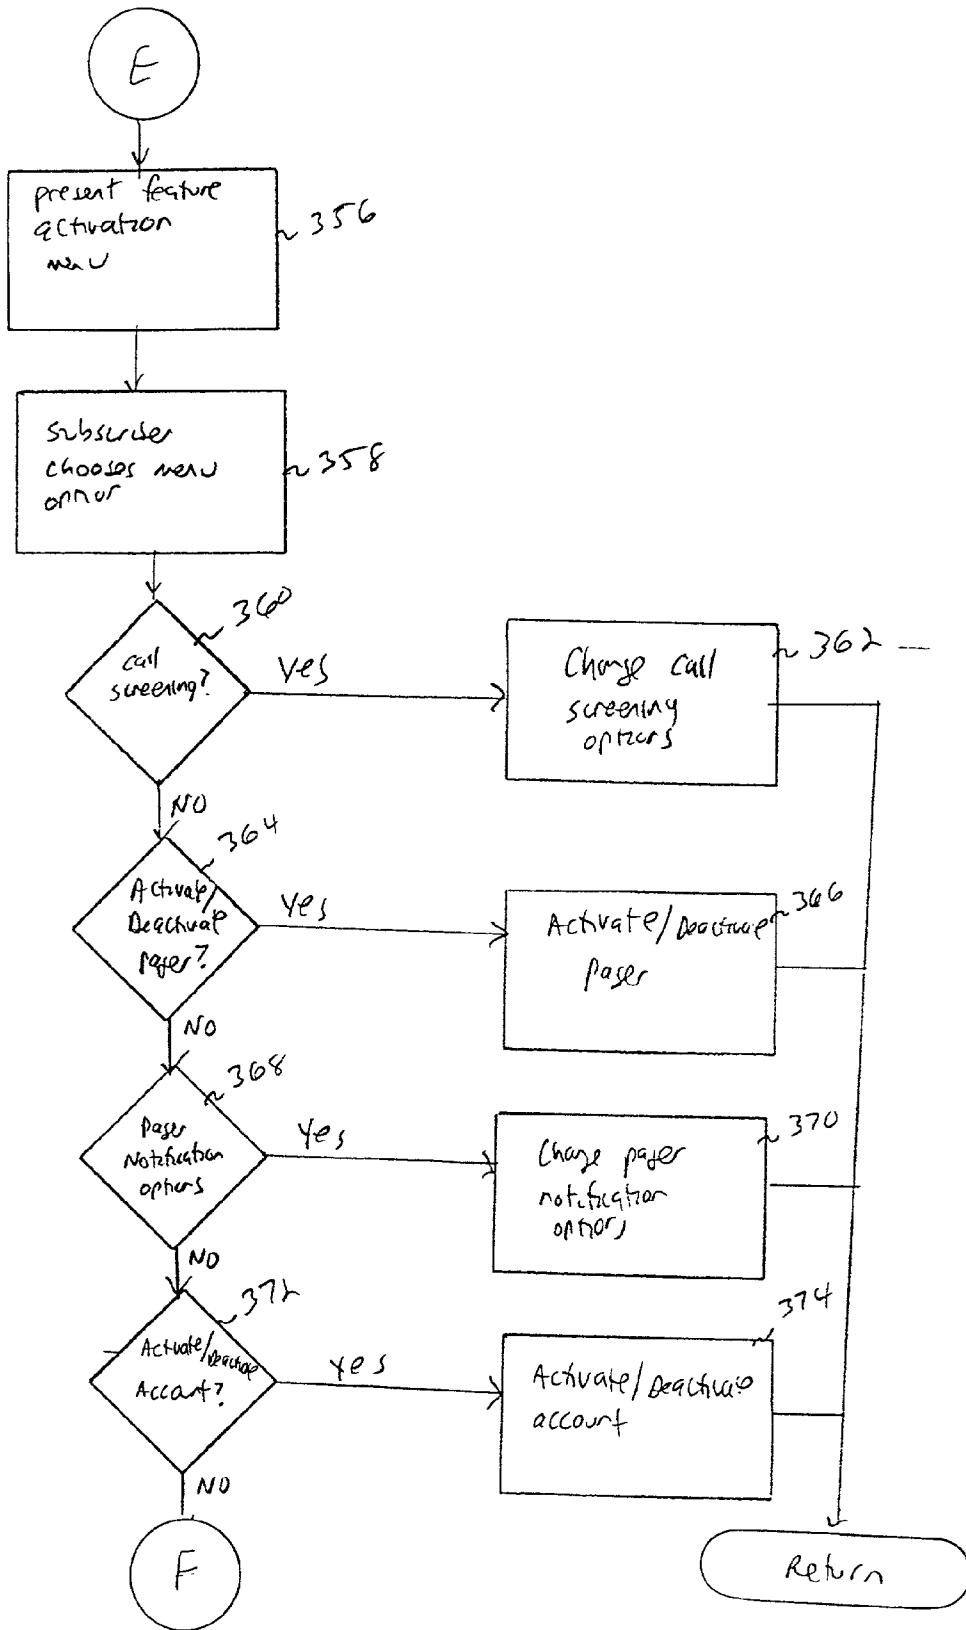 E
present feature
activation
menu
356
subscriber
chooses menu
option
358
360
call
screening?
Yes
Change call
screening
options
362
NO
364
Activate/
Deactivate
pager?
Yes
Activate/Deactivate
pager
366
NO
368
Pager
Notification
options
Yes
Change pager
notification
options
370
NO
372
Activate/Deactivate
Account?
Yes
Activate/Deactivate
account
374
NO
F
Return